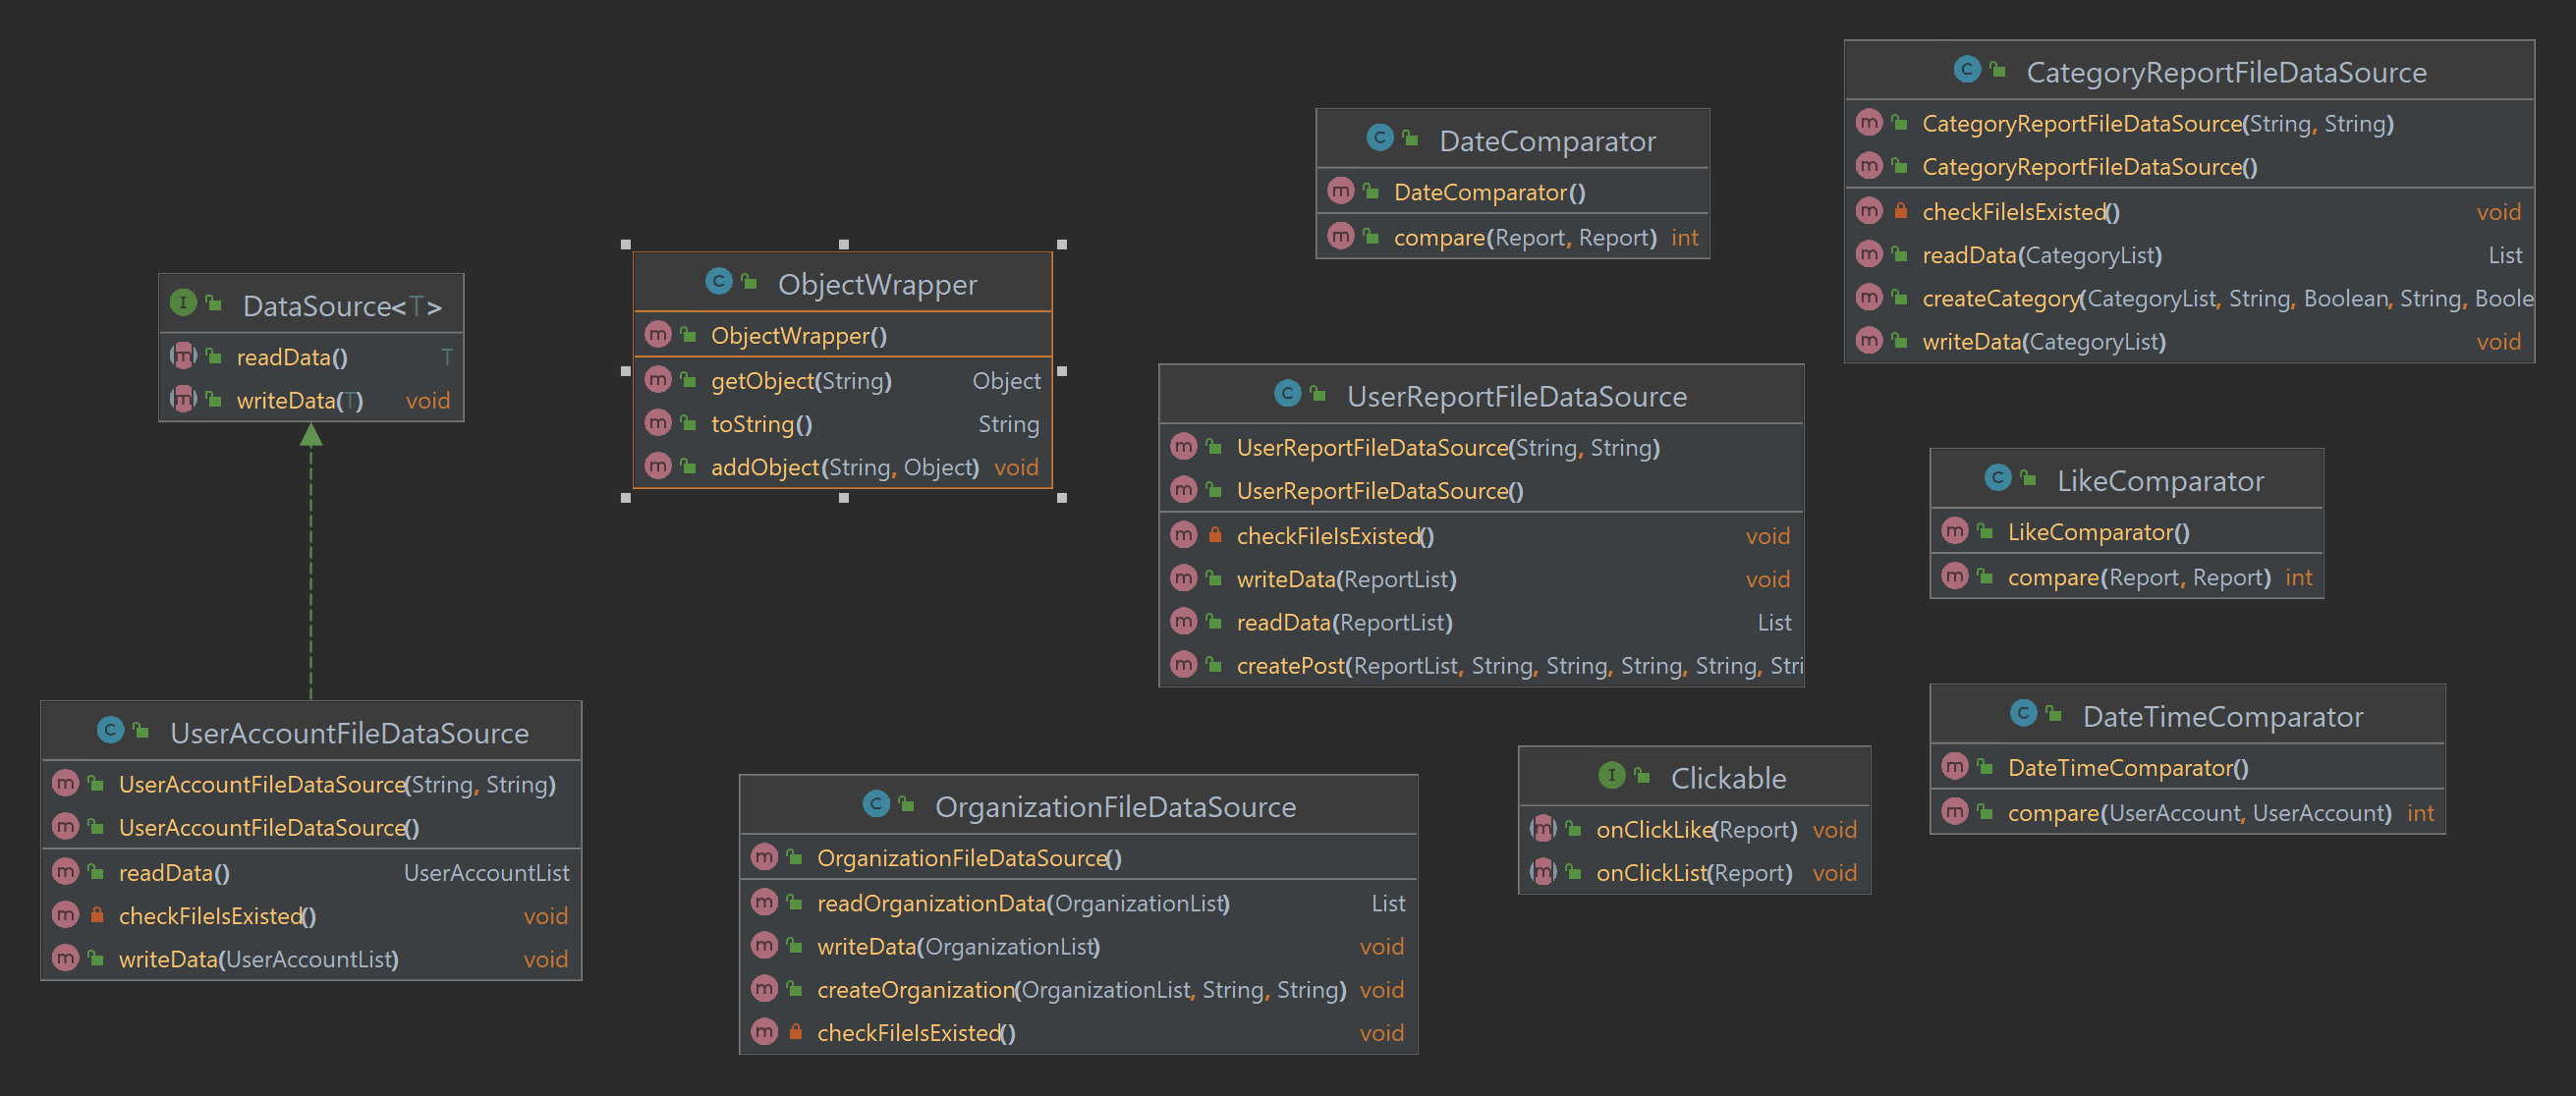 DataSource<T>
readData() T
writeData(T) void
UserAccountFileDataSource
UserAccountFileDataSource(String, String)
UserAccountFileDataSource()
readData() UserAccountList
checkFileIsExisted() void
writeData(UserAccountList) void
ObjectWrapper
ObjectWrapper()
getObject(String) Object
toString() String
addObject(String, Object) void
OrganizationFileDataSource
OrganizationFileDataSource()
readOrganizationData(OrganizationList) List
writeData(OrganizationList) void
createOrganization(OrganizationList, String, String) void
checkFileIsExisted() void
DateComparator
DateComparator()
compare(Report, Report) int
UserReportFileDataSource
UserReportFileDataSource(String, String)
UserReportFileDataSource()
checkFileIsExisted() void
writeData(ReportList) void
readData(ReportList) List
createPost(ReportList, String, String, String, String, Stri
Clickable
onClickLike(Report) void
onClickList(Report) void
CategoryReportFileDataSource
CategoryReportFileDataSource(String, String)
CategoryReportFileDataSource()
checkFileIsExisted() void
readData(CategoryList) List
createCategory(CategoryList, String, Boolean, String, Boole
writeData(CategoryList) void
LikeComparator
LikeComparator()
compare(Report, Report) int
DateTimeComparator
DateTimeComparator()
compare(UserAccount, UserAccount) int